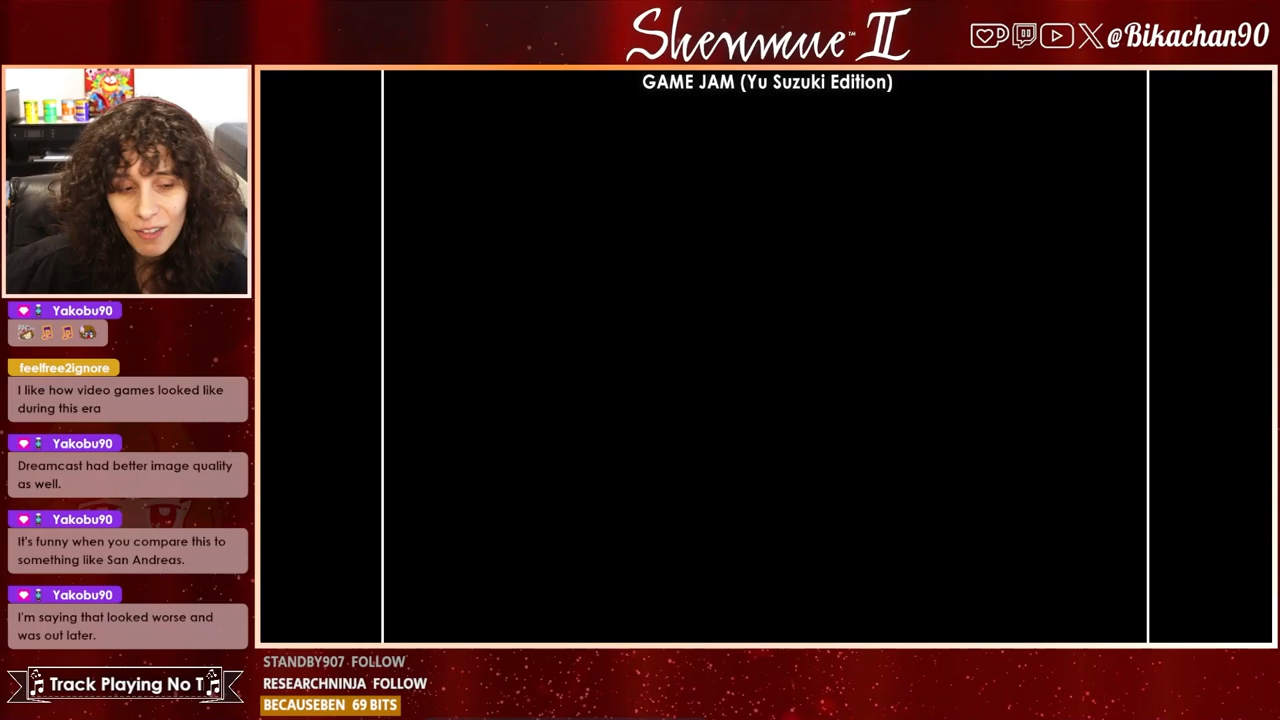 Shenmue™ II
@Bikachan90
GAME JAM (Yu Suzuki Edition)
Yakobu90
feelfree2ignore
I like how video games looked like
during this era
Yakobu90
Dreamcast had better image quality
as well.
Yakobu90
It's funny when you compare this to
something like San Andreas.
Yakobu90
I'm saying that looked worse and
was out later.
Track Playing No T
STANDBY907 FOLLOW
RESEARCHNINJA FOLLOW
BECAUSEBEN 69 BITS